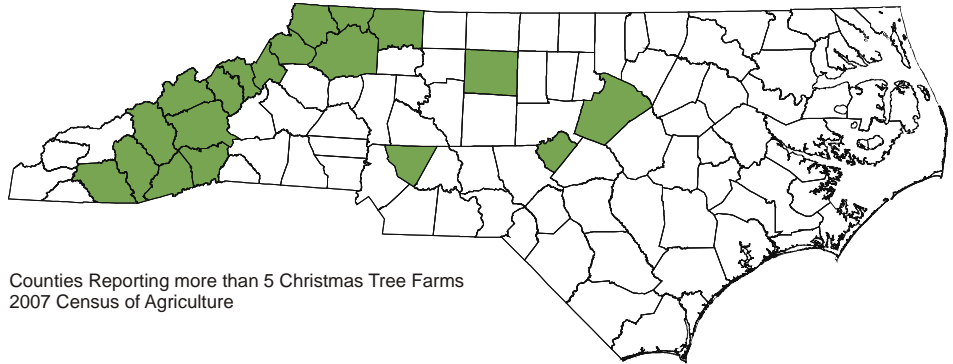 Counties Reporting more than 5 Christmas Tree Farms
2007 Census of Agriculture